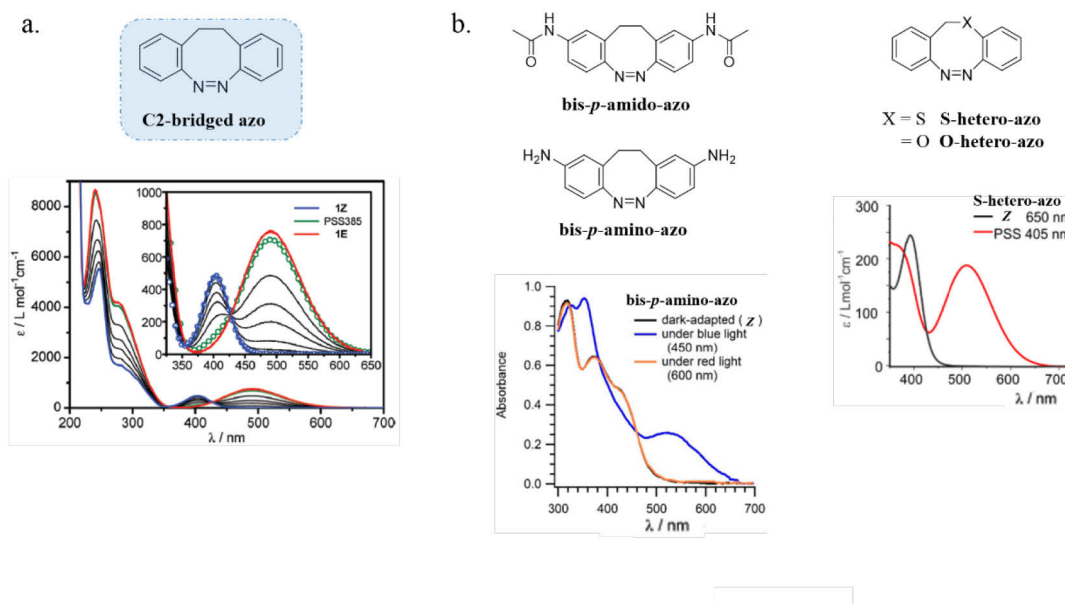 a.
N=N
C2-bridged azo
8000
6000
4000
2000
0
200
300
400
500
600
700
λ / nm
ε / L mol⁻¹cm⁻¹
1000
800
600
400
200
0
350
400
450
500
550
600
650
1Z
PSS385
1E
b.
H
N
O
N=N
H
N
O
bis-p-amido-azo
H₂N
NH₂
N=N
bis-p-amino-azo
X
N=N
X = S S-hetero-azo
= O O-hetero-azo
bis-p-amino-azo
dark-adapted (Z)
under blue light
(450 nm)
under red light
(600 nm)
Absorbance
1.0
0.8
0.6
0.4
0.2
0.0
300
400
500
600
700
λ / nm
S-hetero-azo
Z 650 nm
PSS 405 nm
ε / Lmol⁻¹cm⁻¹
300
200
100
0
400
500
600
700
λ / nm